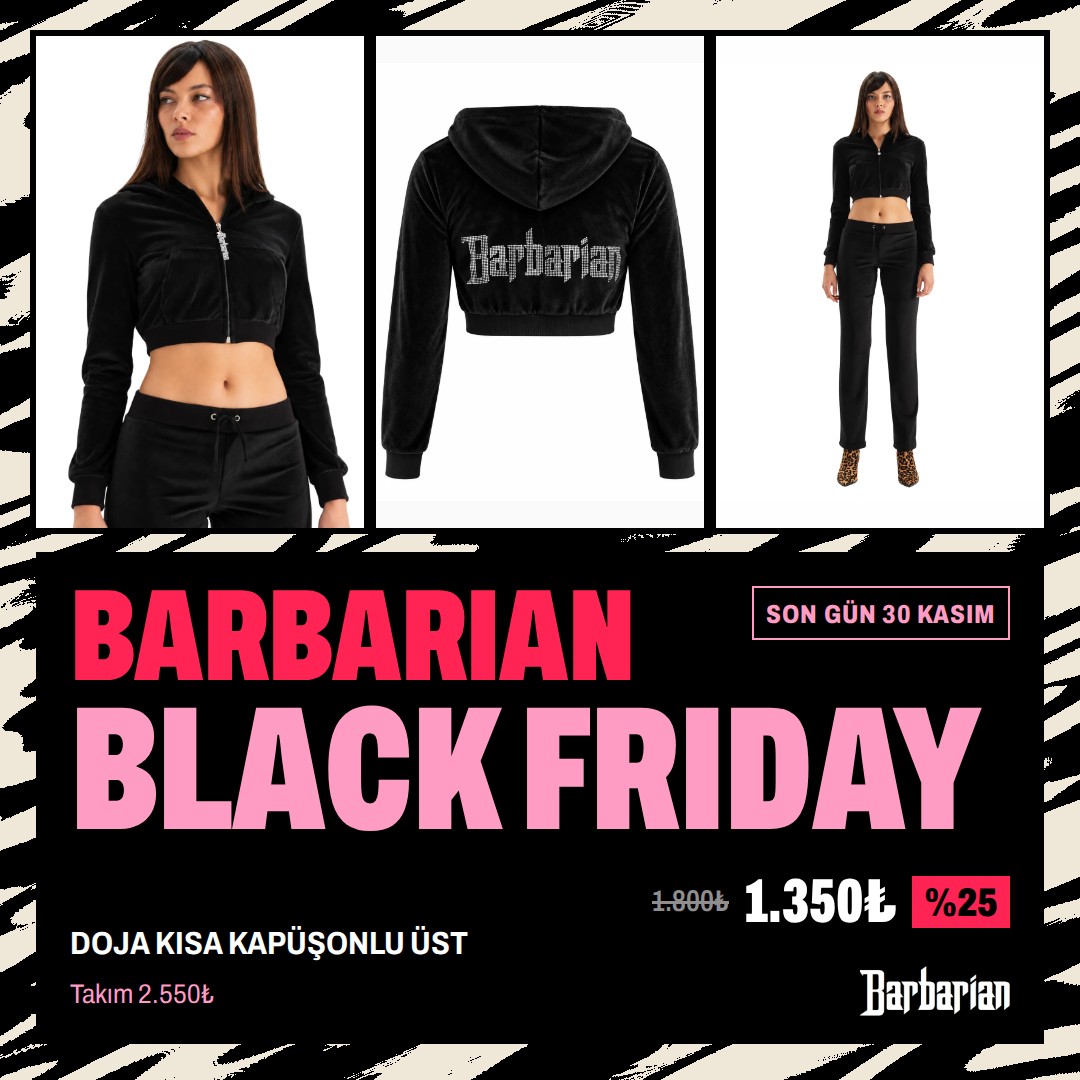 Barbarian
BARBARIAN
SON GÜN 30 KASIM
BLACK FRIDAY
1.800₺ 1.350₺ %25
DOJA KISA KAPÜŞONLU ÜST
Takım 2.550₺
Barbarian